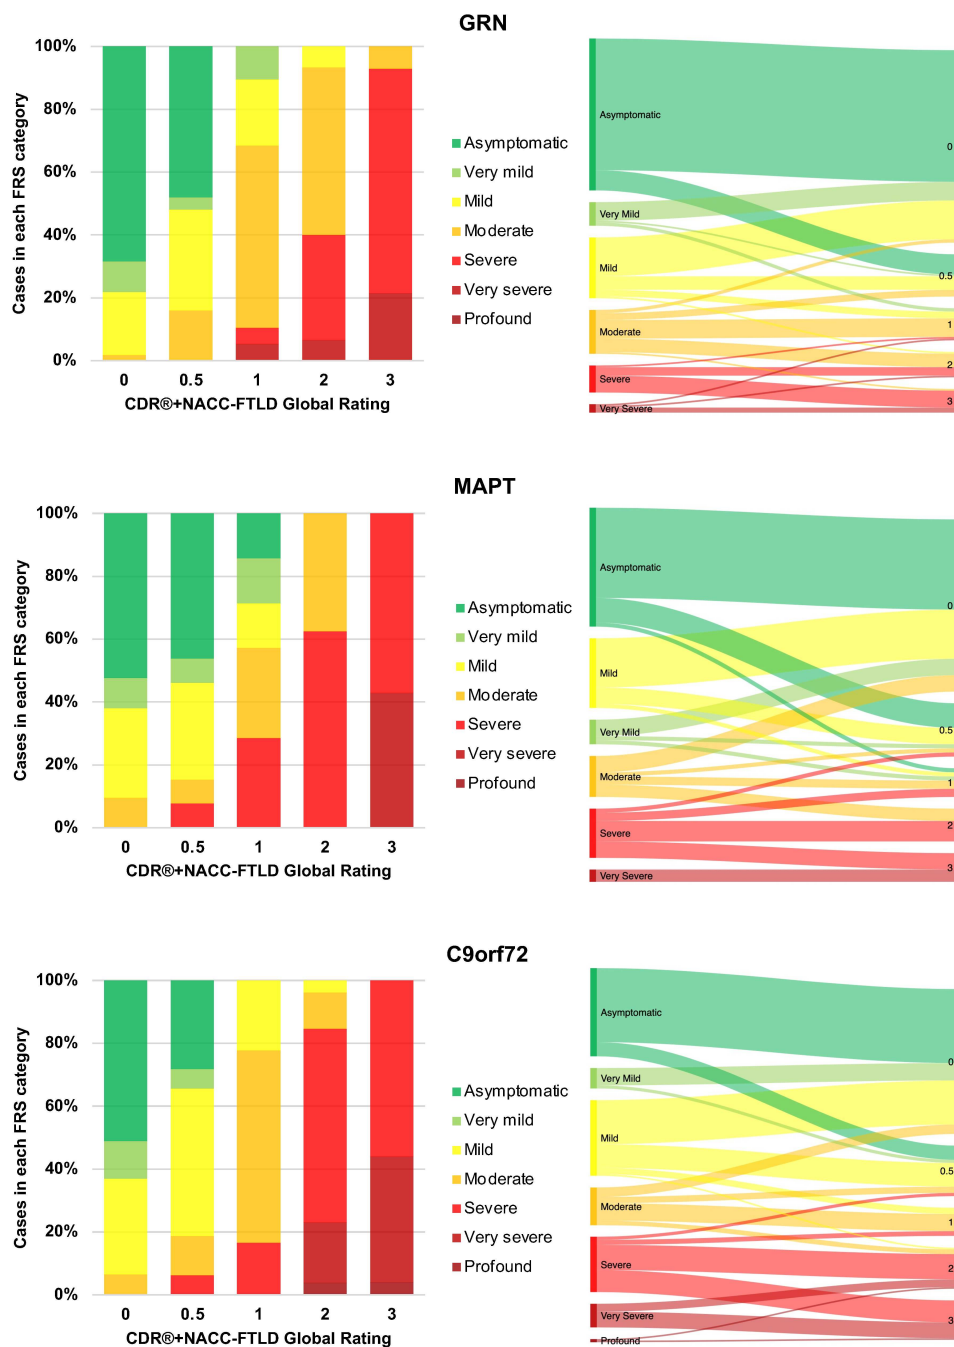 GRN
100%
80%
60%
40%
20%
0%
Cases in each FRS category
0 0.5 1 2 3
CDR®+NACC-FTLD Global Rating
Asymptomatic
Very mild
Mild
Moderate
Severe
Very severe
Profound
Asymptomatic
Very Mild
Mild
Moderate
Severe
Very Severe
0
0.5
1
2
3
MAPT
100%
80%
60%
40%
20%
0%
Cases in each FRS category
0 0.5 1 2 3
CDR®+NACC-FTLD Global Rating
Asymptomatic
Very mild
Mild
Moderate
Severe
Very severe
Profound
Asymptomatic
Mild
Very Mild
Moderate
Severe
Very Severe
0
0.5
1
2
3
C9orf72
100%
80%
60%
40%
20%
0%
Cases in each FRS category
0 0.5 1 2 3
CDR®+NACC-FTLD Global Rating
Asymptomatic
Very mild
Mild
Moderate
Severe
Very severe
Profound
Asymptomatic
Very Mild
Mild
Moderate
Severe
Very Severe
Profound
0
0.5
1
2
3